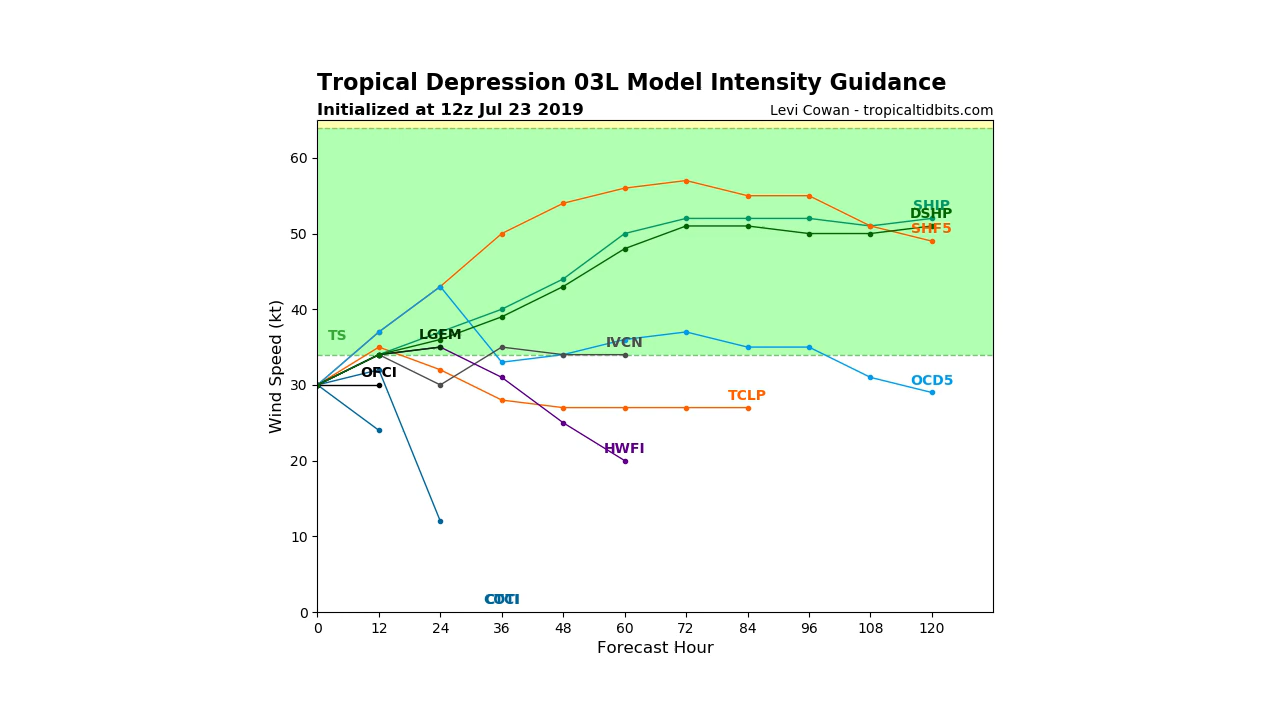 Tropical Depression 03L Model Intensity Guidance
Initialized at 12z Jul 23 2019
Levi Cowan - tropicaltidbits.com
60
50
40
30
20
10
0
Wind Speed (kt)
TS
SHIP
DSHP
SHF5
LGEM
IVCN
OFCI
OCD5
TCLP
HWFI
COTI
0 12 24 36 48 60 72 84 96 108 120
Forecast Hour